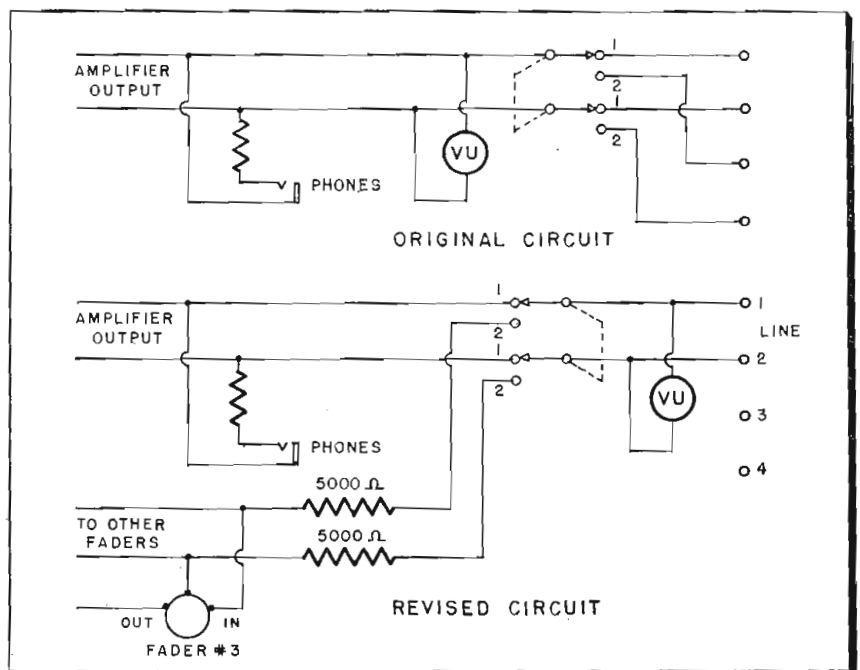 AMPLIFIER
OUTPUT
1
2
1
2
VU
PHONES
ORIGINAL CIRCUIT
AMPLIFIER
OUTPUT
1
2
1
2
1
LINE
2
VU
3
4
PHONES
5000 Ω
5000 Ω
TO OTHER
FADERS
OUT IN
FADER #3
REVISED CIRCUIT